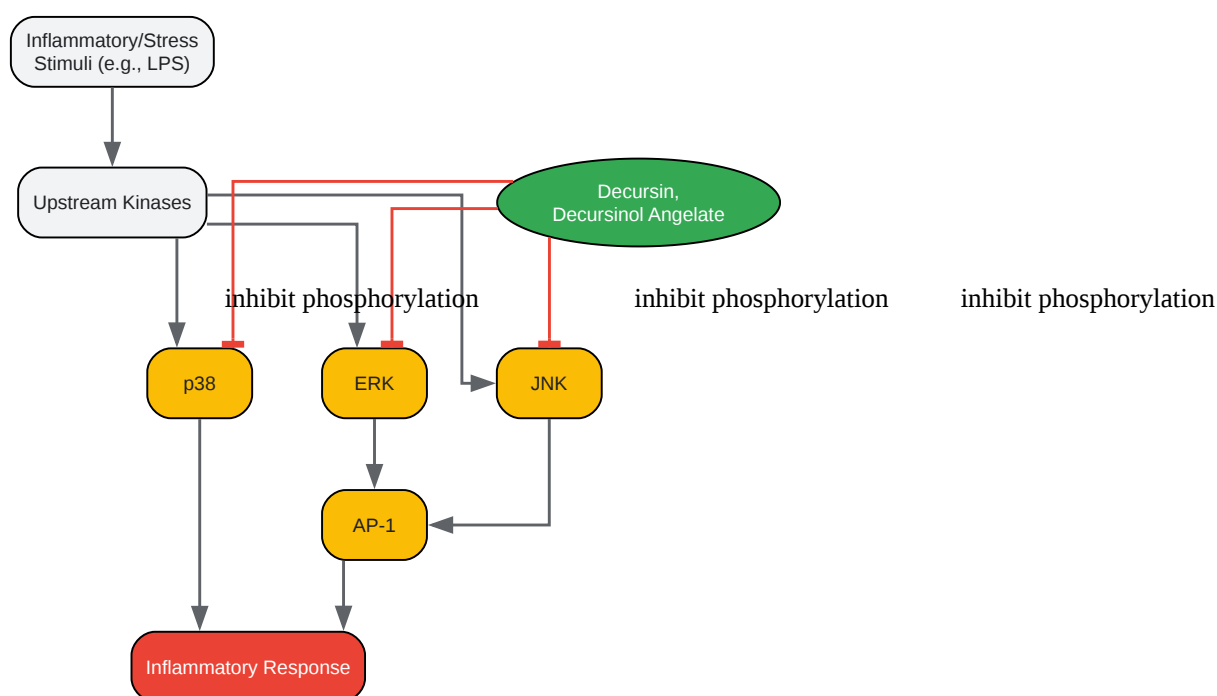 Inflammatory/Stress
Stimuli (e.g., LPS)
Upstream Kinases
Decursin,
Decursinol Angelate
inhibit phosphorylation
inhibit phosphorylation
inhibit phosphorylation
p38
ERK
JNK
AP-1
Inflammatory Response